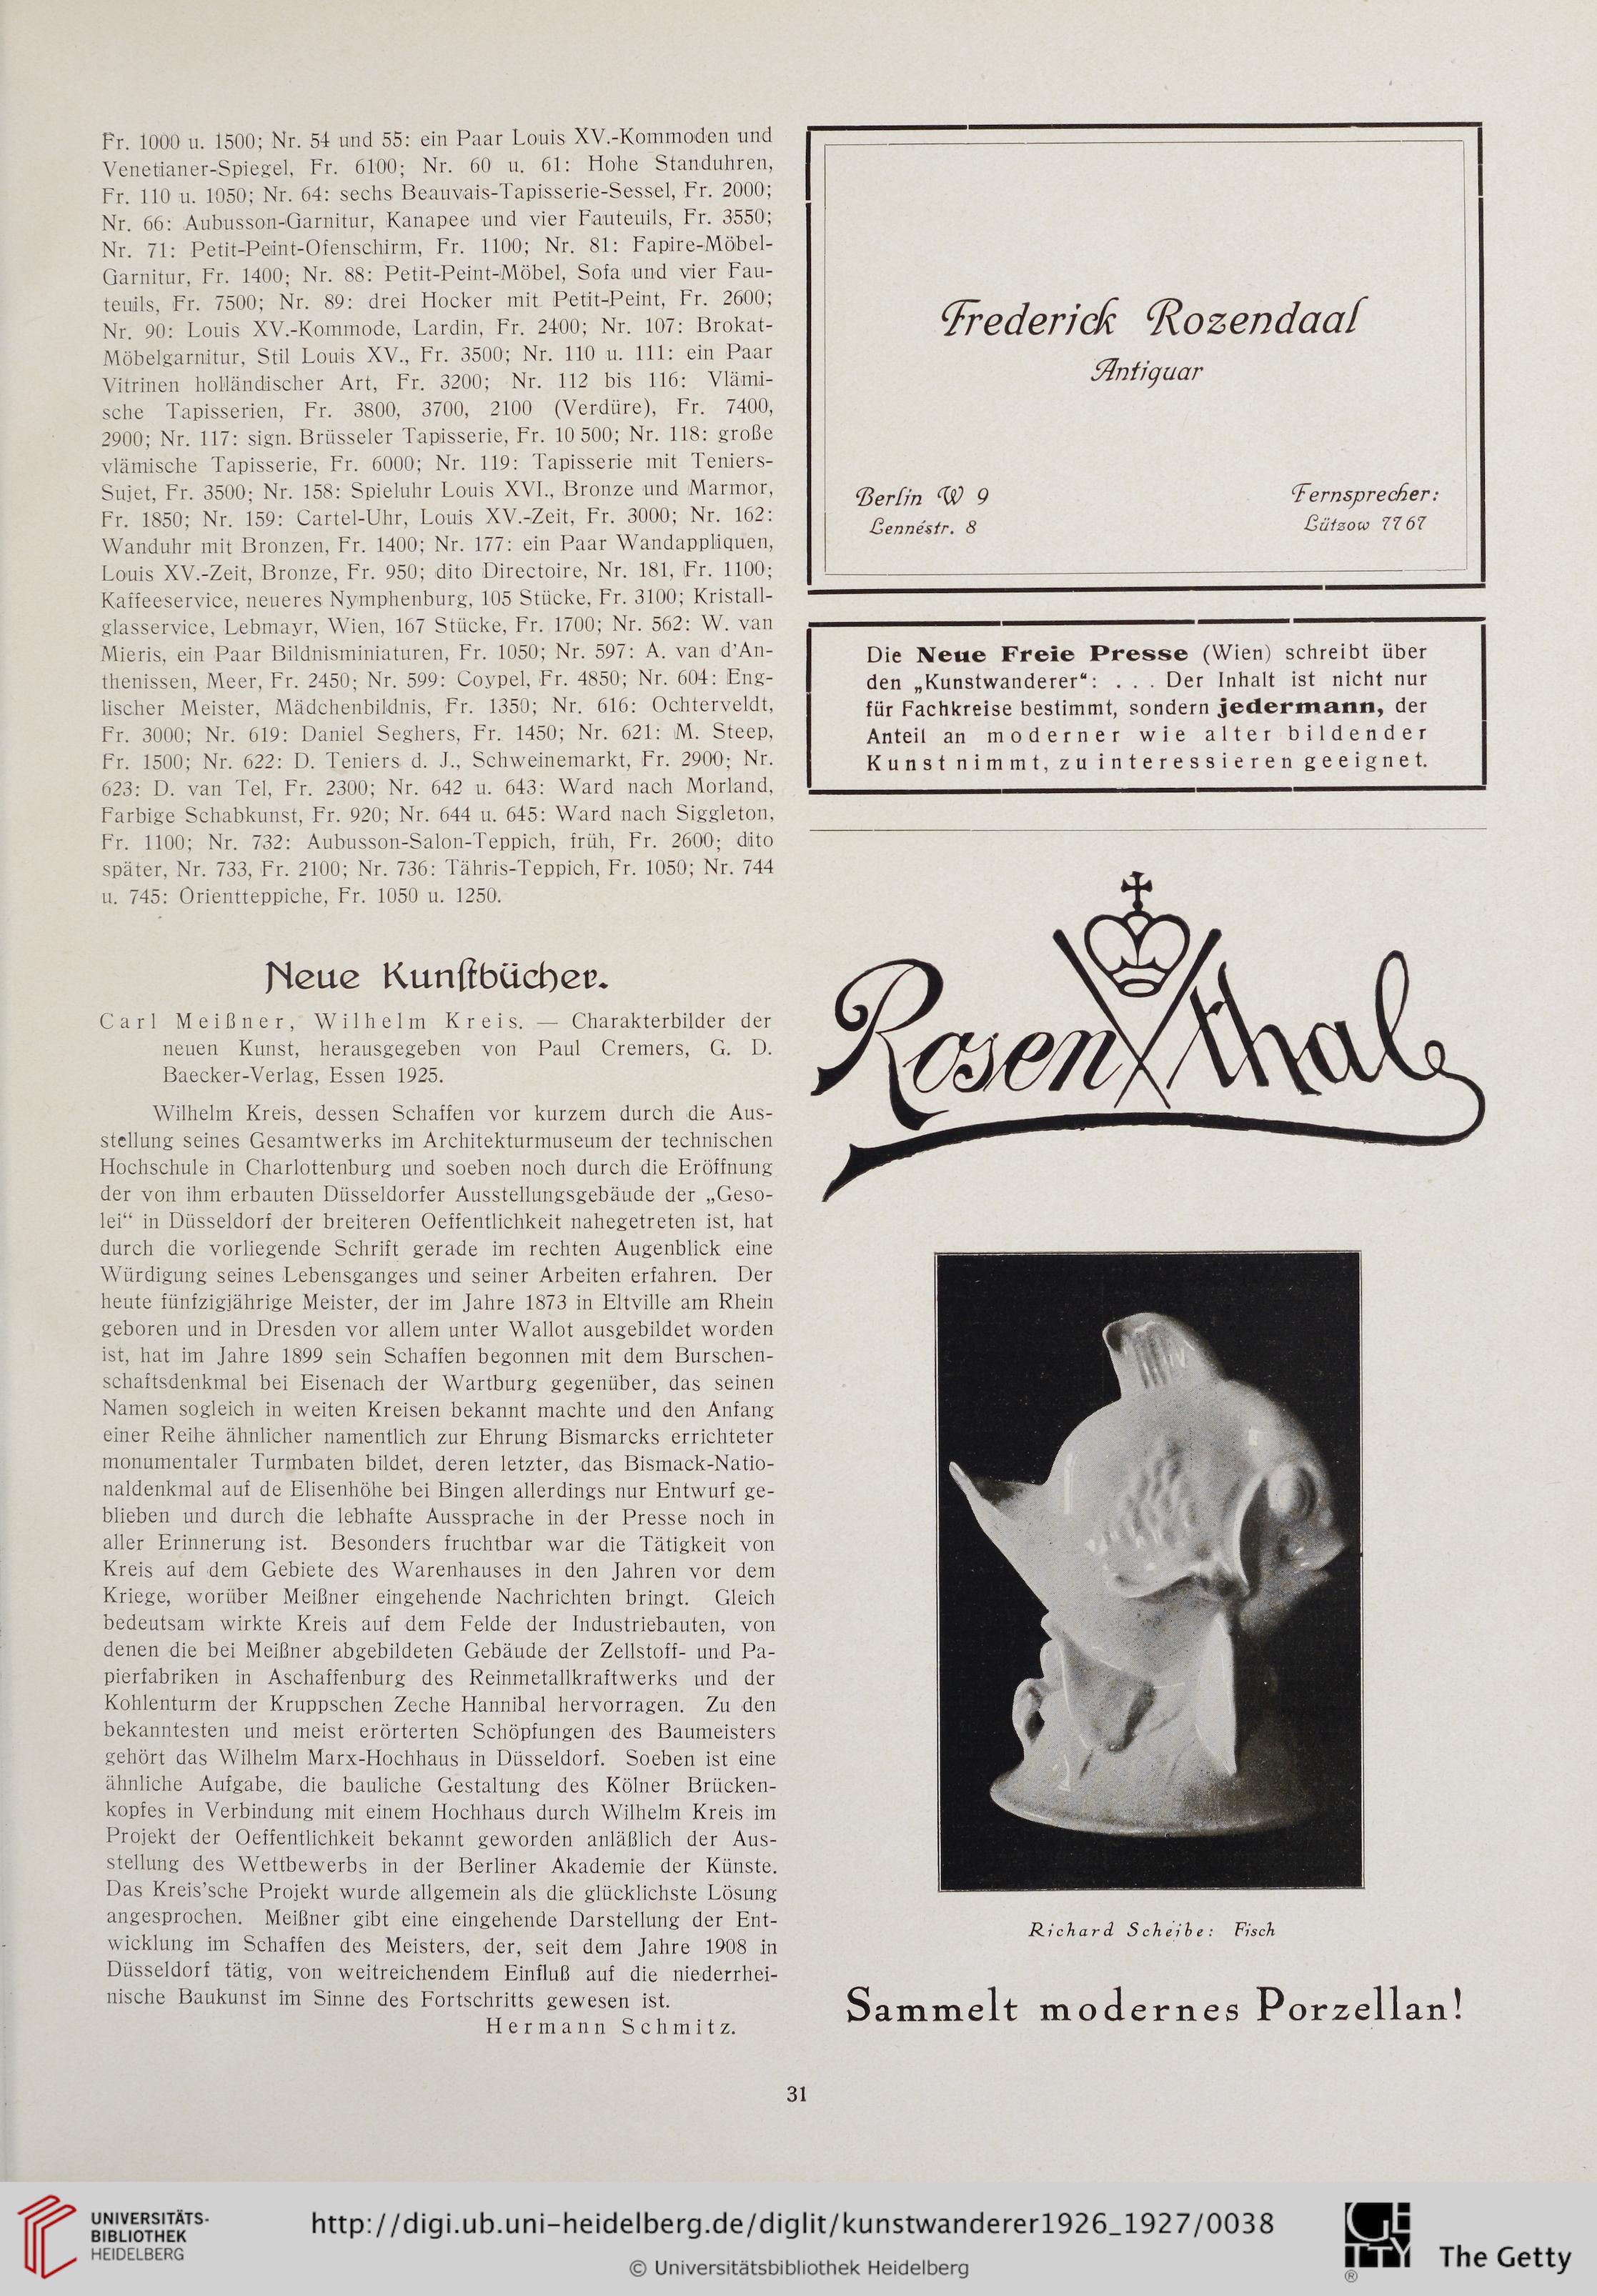 Fr. 1000 u. 1500; Nr. 54 und 55: ein Paar Louis XV.-Kommoden und
Venetianer-Spiegel, Fr. 6100; Nr. 60 u. 61: Hohe Standuhren,
Fr. 110 u. 1050; Nr. 64: sechs Beauvais-Tapisserie-Sessel, Fr. 2000;
Nr. 66: Aubusson-Garnitur, Kanapee und vier Fauteuils, Fr. 3550;
Nr. 71: Petit-Peint-Ofenschirm, Fr. 1100; Nr. 81: Fapire-Möbel-
Garnitur, Fr. 1400; Nr. 88: Petit-Peint-Möbel, Sofa und vier Fau-
teuils, Fr. 7500; Nr. 89: drei Hocker mit Petit-Peint, Fr. 2600;
Nr. 90: Louis XV.-Kommode, Lardin, Fr. 2400; Nr. 107: Brokat-
Möbelgarnitur, Stil Louis XV., Fr. 3500; Nr. 110 u. 111: ein Paar
Vitrinen holländischer Art, Fr. 3200; Nr. 112 bis 116: Vlämi-
sche Tapisserien, Fr. 3800, 3700, 2100 (Verdüre), Fr. 7400,
2900; Nr. 117: sign. Brüsseler Tapisserie, Fr. 10 500; Nr. 118: große
vlämische Tapisserie, Fr. 6000; Nr. 119: Tapisserie mit Teniers-
Sujet, Fr. 3500; Nr. 158: Spieluhr Louis XVI., Bronze und Marmor,
Fr. 1850; Nr. 159: Cartel-Uhr, Louis XV.-Zeit, Fr. 3000; Nr. 162:
Wanduhr mit Bronzen, Fr. 1400; Nr. 177: ein Paar Wandappliquen,
Louis XV.-Zeit, Bronze, Fr. 950; dito Directoire, Nr. 181, Fr. 1100;
Kaffeeservice, neueres Nymphenburg, 105 Stücke, Fr. 3100; Kristall-
glasservice, Lebmayr, Wien, 167 Stücke, Fr. 1700; Nr. 562: W. van
Mieris, ein Paar Bildnisminiaturen, Fr. 1050; Nr. 597: A. van d'An-
thenissen, Meer, Fr. 2450; Nr. 599: Coypel, Fr. 4850; Nr. 604: Eng-
lischer Meister, Mädchenbildnis, Fr. 1350; Nr. 616: Ochterveldt,
Fr. 3000; Nr. 619: Daniel Seghers, Fr. 1450; Nr. 621: M. Steep,
Fr. 1500; Nr. 622: D. Teniers d. J., Schweinemarkt, Fr. 2900; Nr.
623: D. van Tel, Fr. 2300; Nr. 642 u. 643: Ward nach Morland,
Farbige Schabkunst, Fr. 920; Nr. 644 u. 645: Ward nach Siggleton,
Fr. 1100; Nr. 732: Aubusson-Salon-Teppich, früh, Fr. 2600; dito
später, Nr. 733, Fr. 2100; Nr. 736: Tähris-Teppich, Fr. 1050; Nr. 744
u. 745: Orientteppiche, Fr. 1050 u. 1250.
Neue Kunſtbücher.
Carl Meißner, Wilhelm Kreis. — Charakterbilder der
neuen Kunst, herausgegeben von Paul Cremers, G. D.
Baecker-Verlag, Essen 1925.
Wilhelm Kreis, dessen Schaffen vor kurzem durch die Aus-
stellung seines Gesamtwerks im Architekturmuseum der technischen
Hochschule in Charlottenburg und soeben noch durch die Eröffnung
der von ihm erbauten Düsseldorfer Ausstellungsgebäude der „Geso-
lei“ in Düsseldorf der breiteren Oeffentlichkeit nahegetreten ist, hat
durch die vorliegende Schrift gerade im rechten Augenblick eine
Würdigung seines Lebensganges und seiner Arbeiten erfahren. Der
heute fünfzigjährige Meister, der im Jahre 1873 in Eltville am Rhein
geboren und in Dresden vor allem unter Wallot ausgebildet worden
ist, hat im Jahre 1899 sein Schaffen begonnen mit dem Burschen-
schaftsdenkmal bei Eisenach der Wartburg gegenüber, das seinen
Namen sogleich in weiten Kreisen bekannt machte und den Anfang
einer Reihe ähnlicher namentlich zur Ehrung Bismarcks errichteter
monumentaler Turmbaten bildet, deren letzter, das Bismack-Natio-
naldenkmal auf de Elisenhöhe bei Bingen allerdings nur Entwurf ge-
blieben und durch die lebhafte Aussprache in der Presse noch in
aller Erinnerung ist. Besonders fruchtbar war die Tätigkeit von
Kreis auf dem Gebiete des Warenhauses in den Jahren vor dem
Kriege, worüber Meißner eingehende Nachrichten bringt. Gleich
bedeutsam wirkte Kreis auf dem Felde der Industriebauten, von
denen die bei Meißner abgebildeten Gebäude der Zellstoff- und Pa-
pierfabriken in Aschaffenburg des Reinmetallkraftwerks und der
Kohlenturm der Kruppschen Zeche Hannibal hervorragen. Zu den
bekanntesten und meist erörterten Schöpfungen des Baumeisters
gehört das Wilhelm Marx-Hochhaus in Düsseldorf. Soeben ist eine
ähnliche Aufgabe, die bauliche Gestaltung des Kölner Brücken-
kopfes in Verbindung mit einem Hochhaus durch Wilhelm Kreis im
Projekt der Oeffentlichkeit bekannt geworden anläßlich der Aus-
stellung des Wettbewerbs in der Berliner Akademie der Künste.
Das Kreis'sche Projekt wurde allgemein als die glücklichste Lösung
angesprochen. Meißner gibt eine eingehende Darstellung der Ent-
wicklung im Schaffen des Meisters, der, seit dem Jahre 1908 in
Düsseldorf tätig, von weitreichendem Einfluß auf die niederrhei-
nische Baukunst im Sinne des Fortschritts gewesen ist.
Hermann Schmitz.
Frederick Rozendaal
Antiquar
Berlin W 9
Lennéstr. 8
Fernsprecher:
Lützow 7767
Die Neue Freie Presse (Wien) schreibt über
den „Kunstwanderer“: . . . Der Inhalt ist nicht nur
für Fachkreise bestimmt, sondern jedermann, der
Anteil an moderner wie alter bildender
Kunst nimmt, zu interessieren geeignet.
Rosenthal
Richard Scheibe: Fisch
Sammelt modernes Porzellan!
31
UNIVERSITÄTS-
BIBLIOTHEK
HEIDELBERG
http://digi.ub.uni-heidelberg.de/diglit/kunstwanderer1926_1927/0038
© Universitätsbibliothek Heidelberg
GETTY
®
The Getty